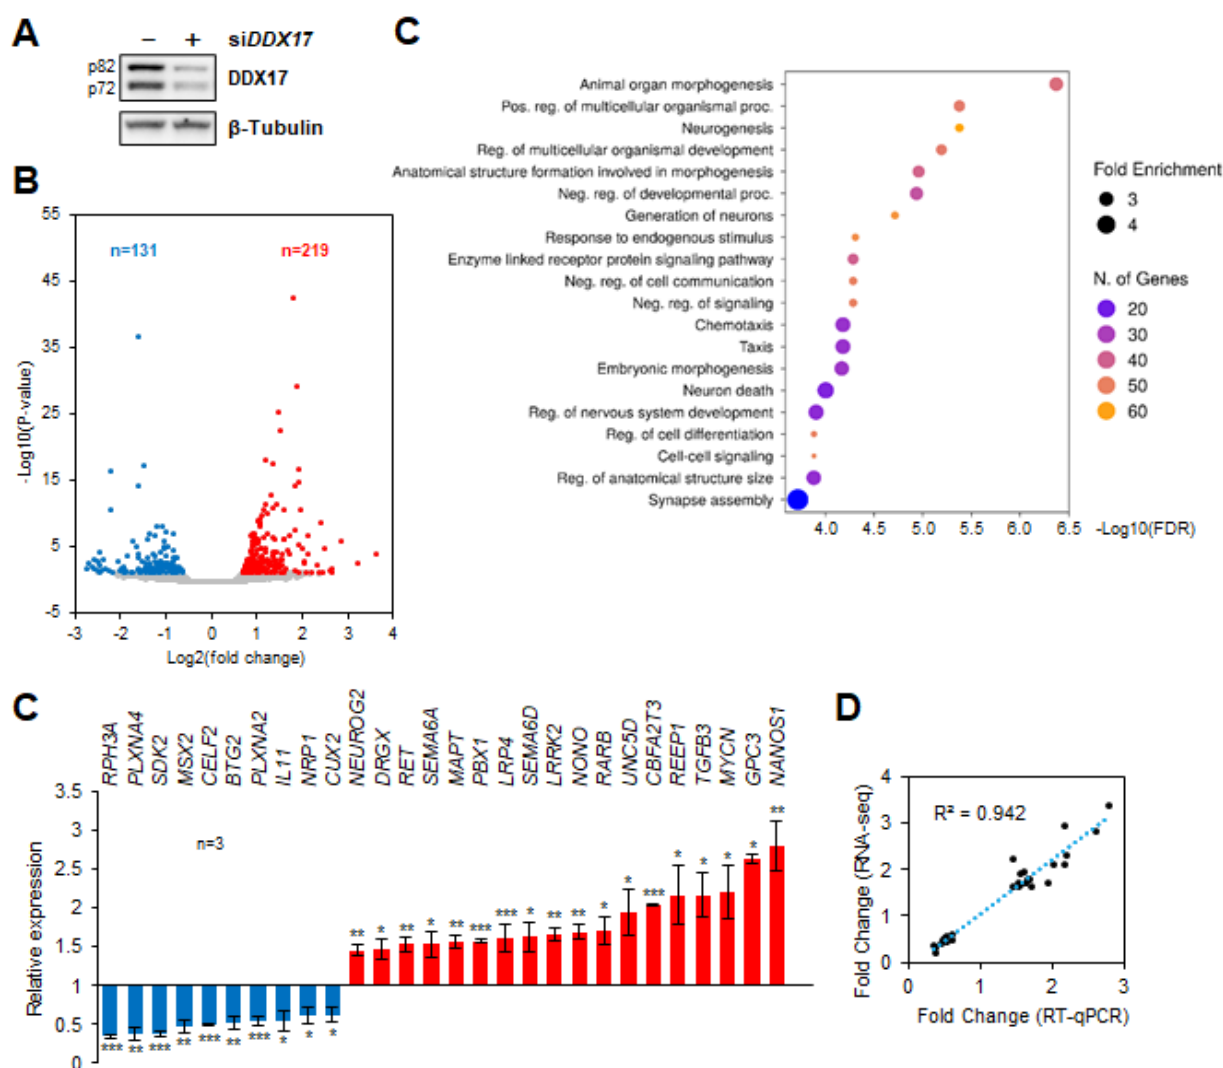 A
− + siDDX17
p82
p72
DDX17
β-Tubulin
B
55
45
35
25
15
5
-5
-3 -2 -1 0 1 2 3 4
-Log10(P-value)
Log2(fold change)
n=131
n=219
C
Animal organ morphogenesis
Pos. reg. of multicellular organismal proc.
Neurogenesis
Reg. of multicellular organismal development
Anatomical structure formation involved in morphogenesis
Neg. reg. of developmental proc.
Generation of neurons
Response to endogenous stimulus
Enzyme linked receptor protein signaling pathway
Neg. reg. of cell communication
Neg. reg. of signaling
Chemotaxis
Taxis
Embryonic morphogenesis
Neuron death
Reg. of nervous system development
Reg. of cell differentiation
Cell-cell signaling
Reg. of anatomical structure size
Synapse assembly
4.0 4.5 5.0 5.5 6.0 6.5
-Log10(FDR)
Fold Enrichment
3
4
N. of Genes
20
30
40
50
60
C
RPH3A
PLXNA4
SDK2
MSX2
CELF2
BTG2
PLXNA2
IL11
NRP1
CUX2
NEUROG2
DRGX
RET
SEMA6A
MAPT
PBX1
LRP4
SEMA6D
LRRK2
NONO
RARB
UNC5D
CBFA2T3
REEP1
TGFB3
MYCN
GPC3
NANOS1
3.5
3
2.5
2
1.5
1
0.5
0
Relative expression
n=3
** * ** * ** *** *** * ** ** * * *** * * * * **
*** ** *** ** *** ** *** * * *
D
4
3
2
1
0
0 1 2 3
R² = 0.942
Fold Change (RNA-seq)
Fold Change (RT-qPCR)